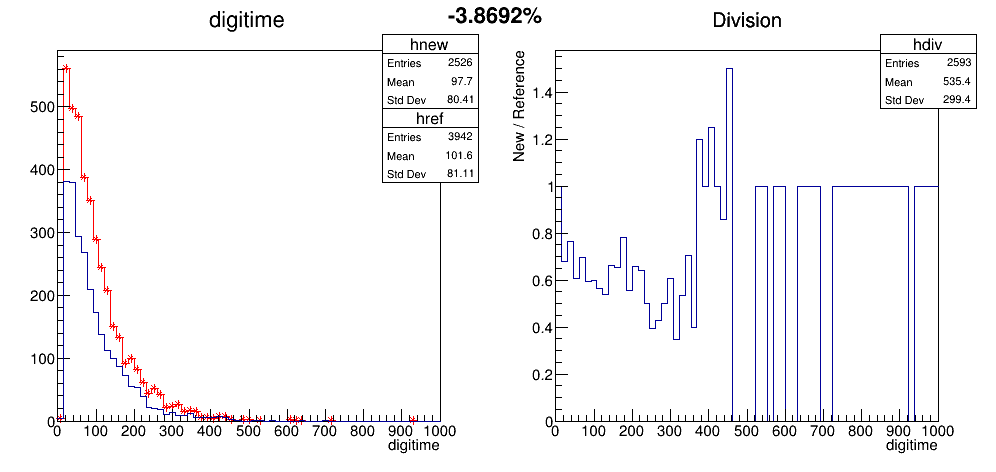 digitime
-3.8692%
Division
hnew
Entries 2526
Mean 97.7
Std Dev 80.41
href
Entries 3942
Mean 101.6
Std Dev 81.11
500
400
300
200
100
0
0 100 200 300 400 500 600 700 800 900 1000
digitime
hdiv
Entries 2593
Mean 535.4
Std Dev 299.4
New / Reference
1.4
1.2
1
0.8
0.6
0.4
0.2
0
0 100 200 300 400 500 600 700 800 900 1000
digitime